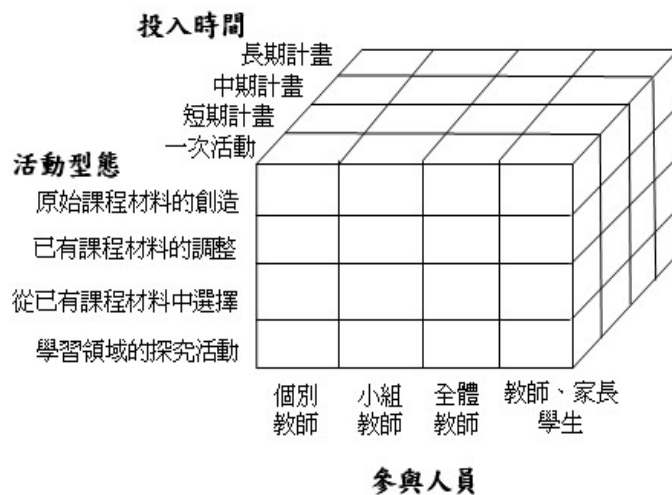 投入時間
長期計畫
中期計畫
短期計畫
一次活動
活動型態
原始課程材料的創造
已有課程材料的調整
從已有課程材料中選擇
學習領域的探究活動
個別
教師
小組
教師
全體
教師
教師、家長
學生
參與人員